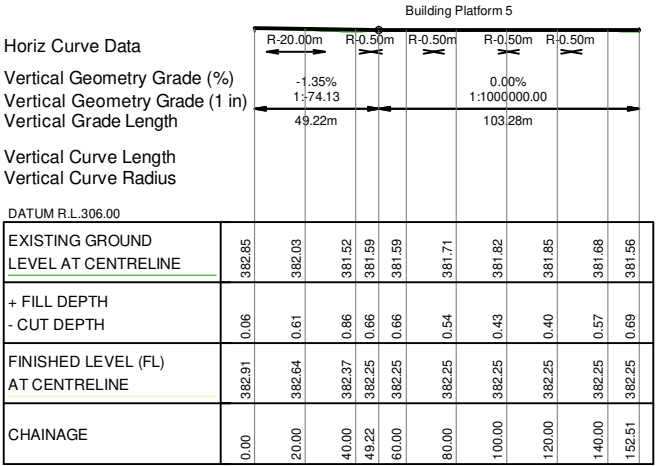 Building Platform 5
Horiz Curve Data R-20.00m R-0.50m R-0.50m R-0.50m R-0.50m
Vertical Geometry Grade (%) -1.35% 0.00%
Vertical Geometry Grade (1 in) 1:-74.13 1:1000000.00
Vertical Grade Length 49.22m 103.28m
Vertical Curve Length
Vertical Curve Radius
DATUM R.L.306.00
EXISTING GROUND
LEVEL AT CENTRELINE 382.85 382.03 381.52 381.59 381.59 381.71 381.82 381.85 381.68 381.56
+ FILL DEPTH
- CUT DEPTH 0.06 0.61 0.86 0.66 0.66 0.54 0.43 0.40 0.57 0.69
FINISHED LEVEL (FL)
AT CENTRELINE 382.91 382.64 382.37 382.25 382.25 382.25 382.25 382.25 382.25 382.25
CHAINAGE 0.00 20.00 40.00 49.22 60.00 80.00 100.00 120.00 140.00 152.51